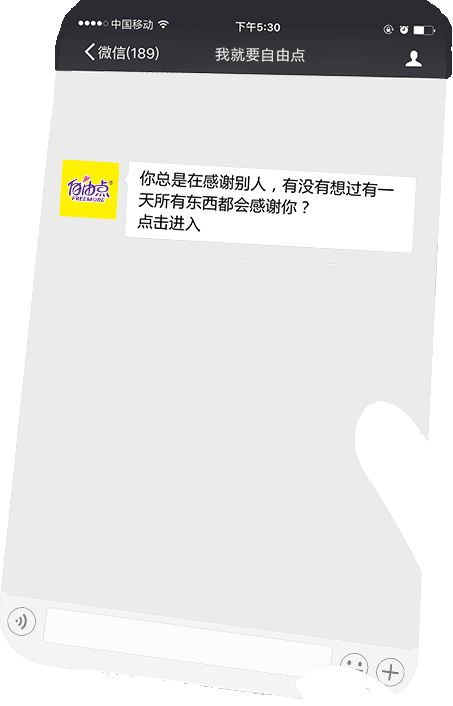 中国移动
下午5:30
微信(189)
我就要自由点
自由点®
FREEMORE
你总是在感谢别人，有没有想过有一
天所有东西都会感谢你？
点击进入